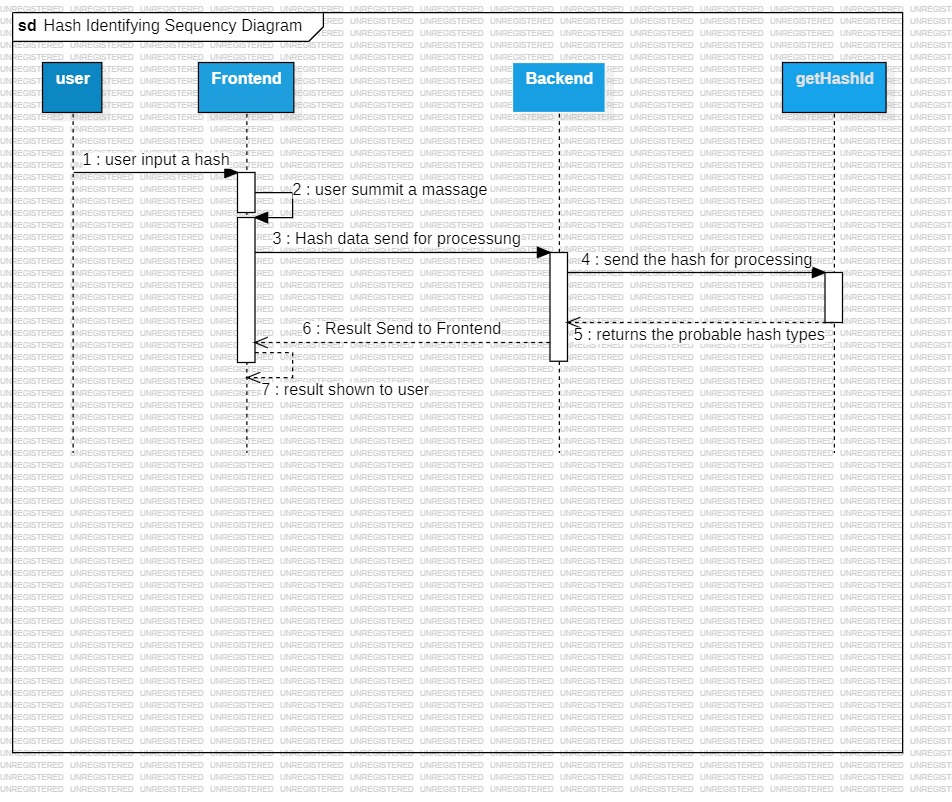 sd Hash Identifying Sequency Diagram
user
Frontend
Backend
getHashId
1 : user input a hash
2 : user summit a massage
3 : Hash data send for processung
4 : send the hash for processing
5 : returns the probable hash types
6 : Result Send to Frontend
7 : result shown to user
UNREGISTERED